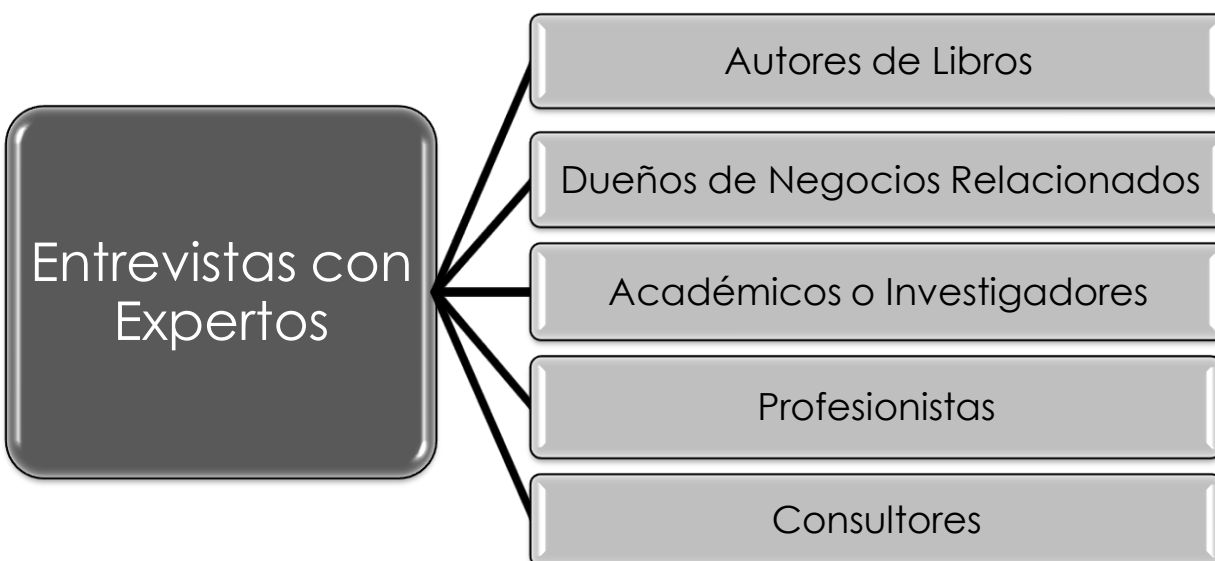 Entrevistas con
Expertos
Autores de Libros
Dueños de Negocios Relacionados
Académicos o Investigadores
Profesionistas
Consultores